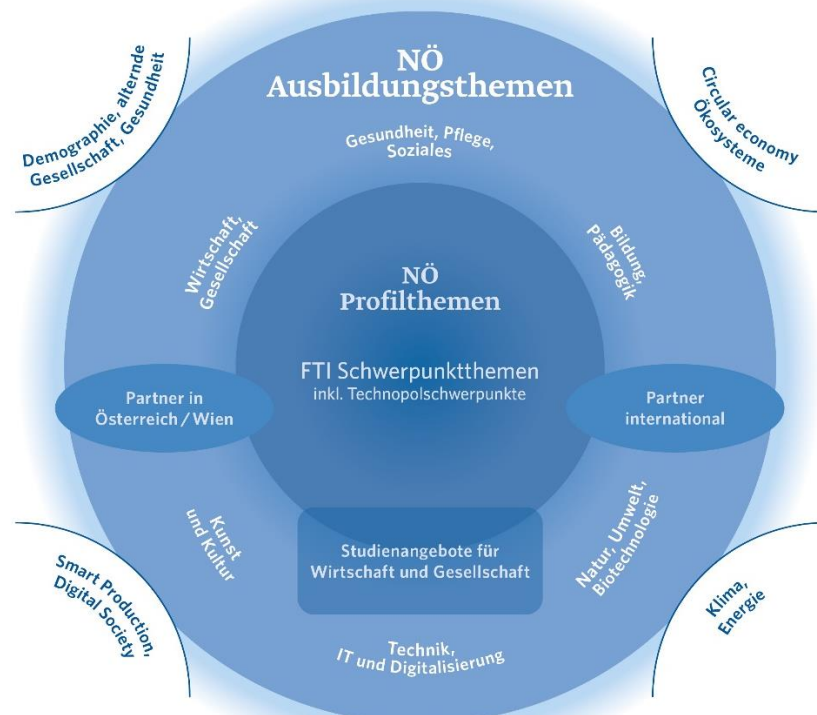 NÖ
Ausbildungsthemen
Demographie, alternde
Gesellschaft, Gesundheit
Circular economy
Ökosysteme
Gesundheit, Pflege,
Soziales
Wirtschaft,
Gesellschaft
Bildung,
Pädagogik
NÖ
Profilthemen
FTI Schwerpunktthemen
inkl. Technopolschwerpunkte
Partner in
Österreich / Wien
Partner
international
Kunst
und Kultur
Studienangebote für
Wirtschaft und Gesellschaft
Natur, Umwelt,
Biotechnologie
Smart Production,
Digital Society
Technik,
IT und Digitalisierung
Klima,
Energie